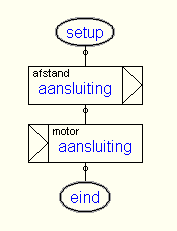 setup
afstand
aansluiting
motor
aansluiting
eind